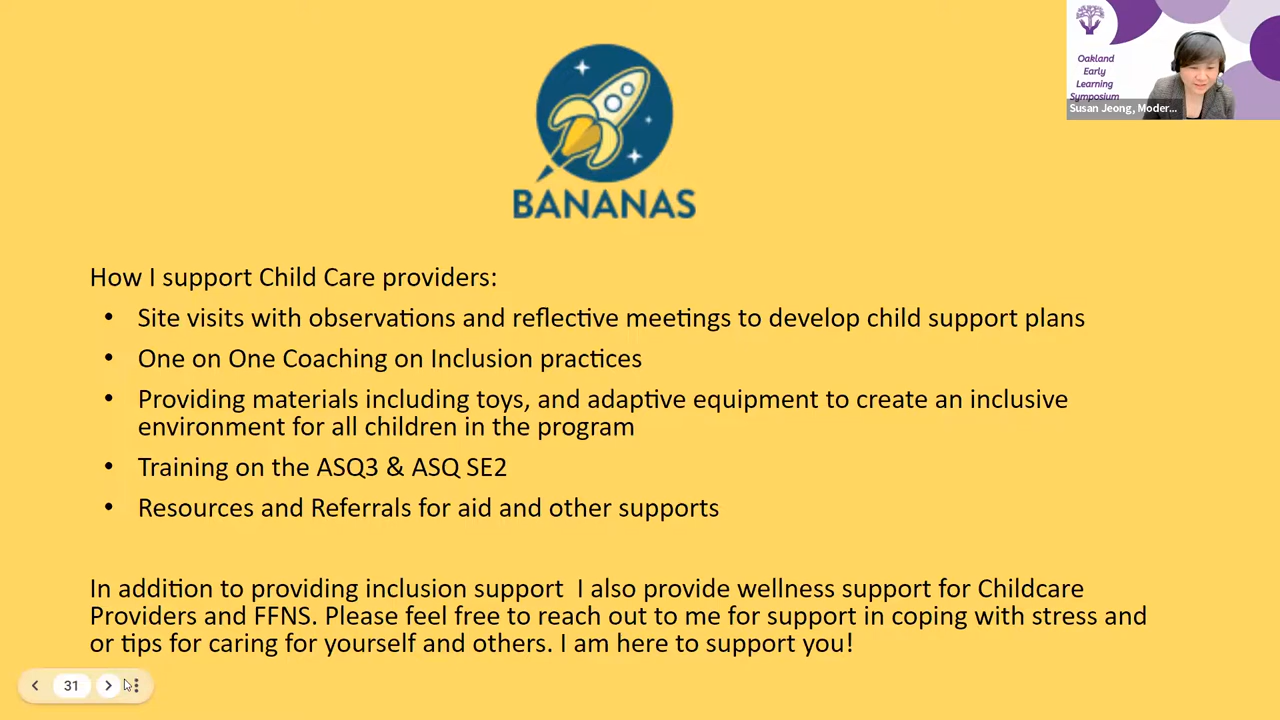 BANANAS
Oakland
Early
Learning
Symposium
Susan Jeong, Moder...
How I support Child Care providers:
• Site visits with observations and reflective meetings to develop child support plans
• One on One Coaching on Inclusion practices
• Providing materials including toys, and adaptive equipment to create an inclusive
environment for all children in the program
• Training on the ASQ3 & ASQ SE2
• Resources and Referrals for aid and other supports
In addition to providing inclusion support  I also provide wellness support for Childcare
Providers and FFNS. Please feel free to reach out to me for support in coping with stress and
or tips for caring for yourself and others. I am here to support you!
31